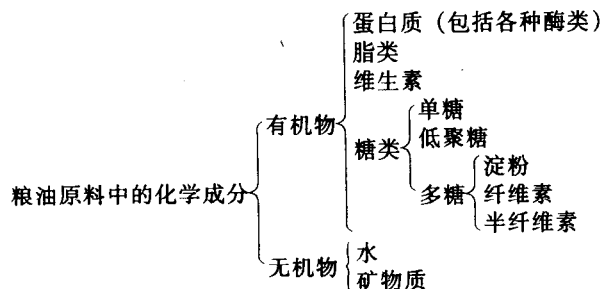 蛋白质（包括各种酶类）
脂类
维生素
有机物
单糖
糖类
低聚糖
淀粉
粮油原料中的化学成分
多糖
纤维素
半纤维素
水
无机物
矿物质